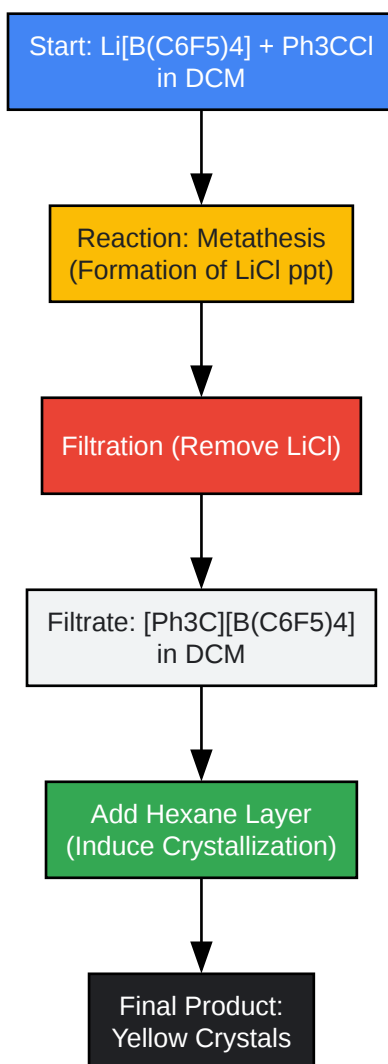 Start: Li[B(C6F5)4] + Ph3CCl
in DCM
Reaction: Metathesis
(Formation of LiCl ppt)
Filtration (Remove LiCl)
Filtrate: [Ph3C][B(C6F5)4]
in DCM
Add Hexane Layer
(Induce Crystallization)
Final Product:
Yellow Crystals